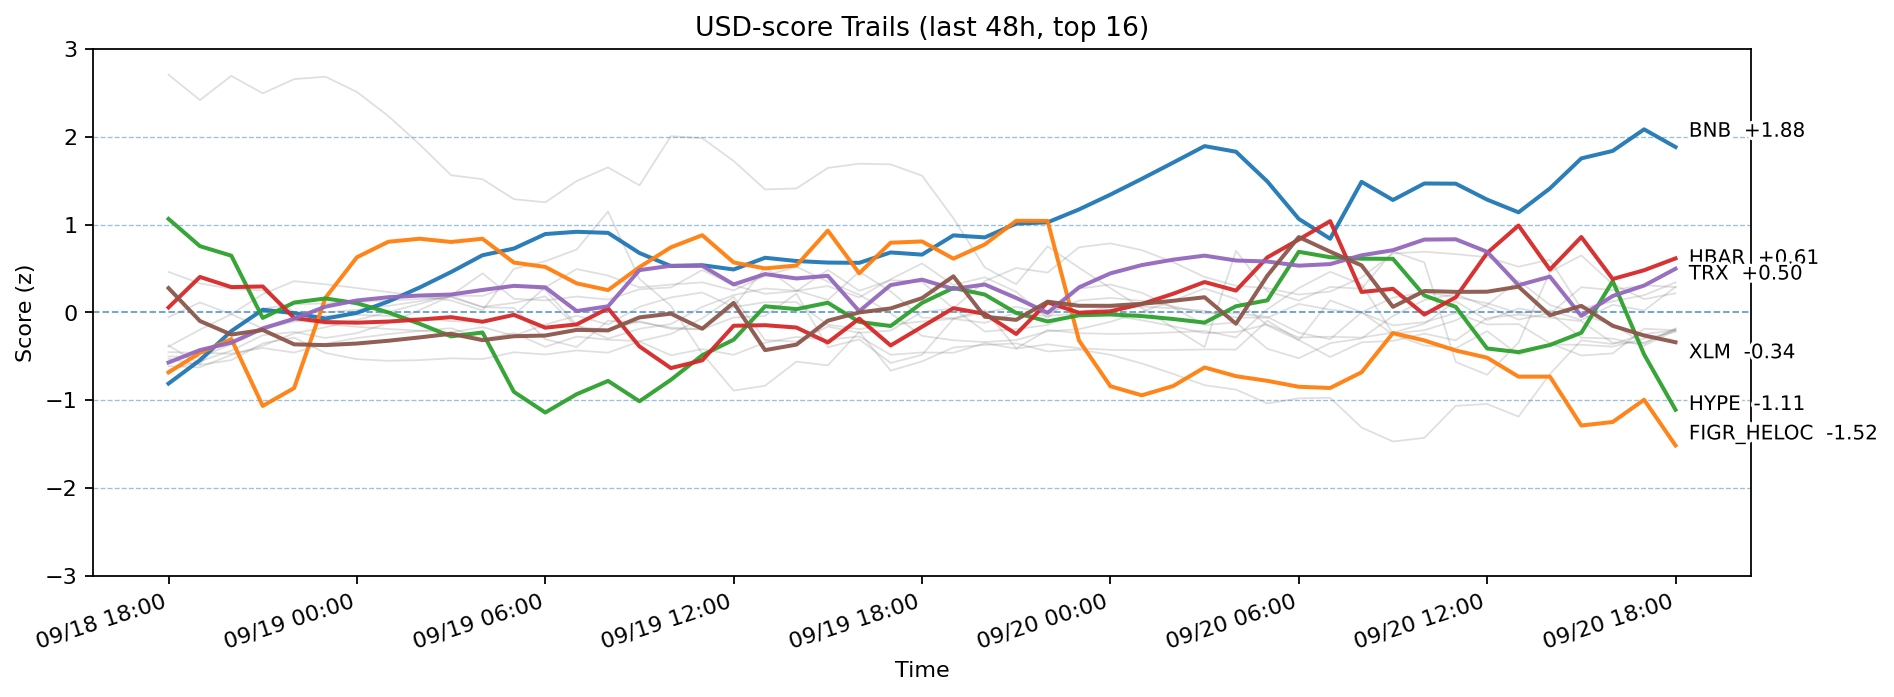 USD-score Trails (last 48h, top 16)
Score (z)
3
2
1
0
−1
−2
−3
BNB  +1.88
HBAR  +0.61
TRX  +0.50
XLM  -0.34
HYPE  -1.11
FIGR_HELOC  -1.52
09/18 18:00
09/19 00:00
09/19 06:00
09/19 12:00
09/19 18:00
09/20 00:00
09/20 06:00
09/20 12:00
09/20 18:00
Time